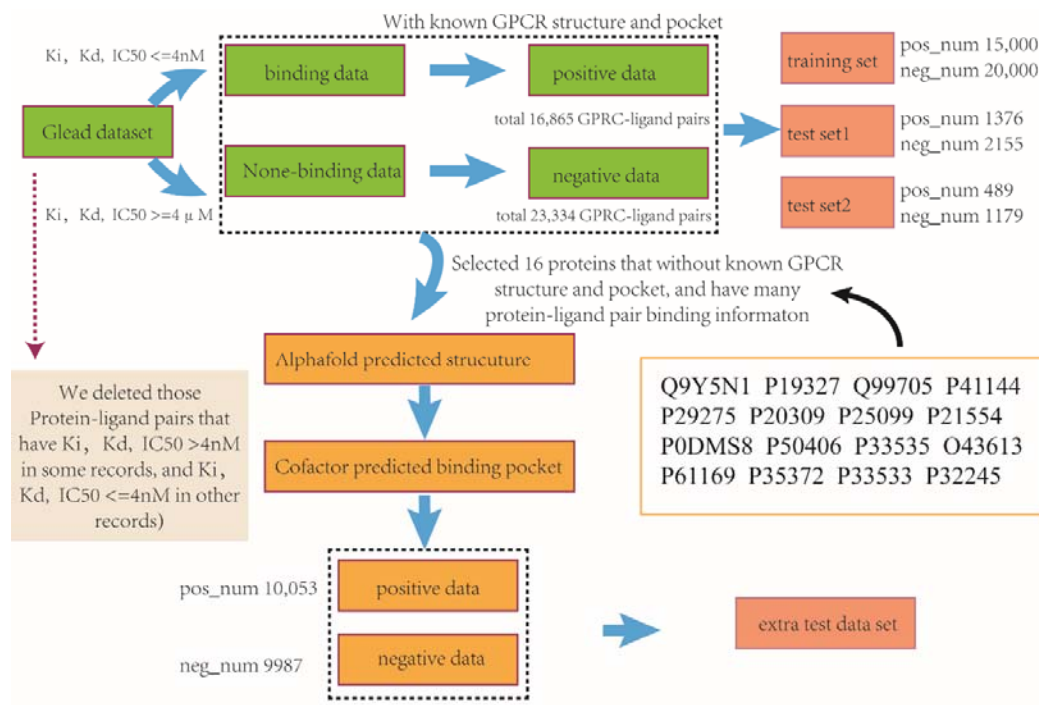 With known GPCR structure and pocket
Ki, Kd, IC50 <=4nM
binding data
positive data
training set
pos_num 15,000
neg_num 20,000
Glead dataset
total 16,865 GPRC-ligand pairs
test set1
pos_num 1376
neg_num 2155
None-binding data
negative data
Ki, Kd, IC50 >=4 μ M
total 23,334 GPRC-ligand pairs
test set2
pos_num 489
neg_num 1179
Selected 16 proteins that without known GPCR
structure and pocket, and have many
protein-ligand pair binding informaton
Alphafold predicted strucuture
We deleted those
Protein-ligand pairs that
have Ki, Kd, IC50 >4nM
in some records, and Ki,
Kd, IC50 <=4nM in other
records)
Q9Y5N1 P19327 Q99705 P41144
P29275 P20309 P25099 P21554
P0DMS8 P50406 P33535 O43613
P61169 P35372 P33533 P32245
Cofactor predicted binding pocket
pos_num 10,053
positive data
extra test data set
neg_num 9987
negative data